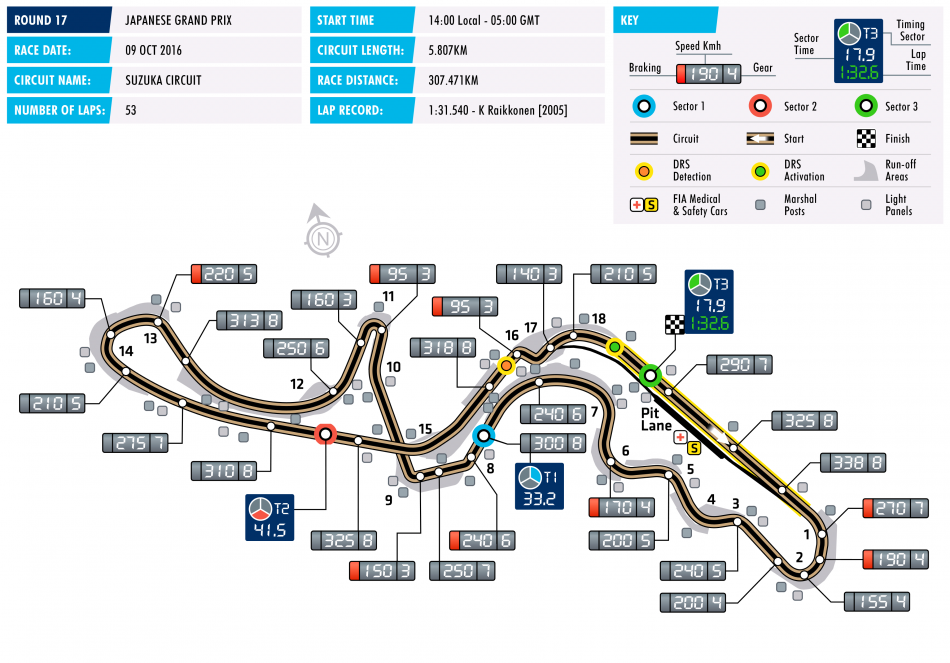 ROUND 17 JAPANESE GRAND PRIX
RACE DATE: 09 OCT 2016
CIRCUIT NAME: SUZUKA CIRCUIT
NUMBER OF LAPS: 53
START TIME 14:00 Local - 05:00 GMT
CIRCUIT LENGTH: 5.807KM
RACE DISTANCE: 307.471KM
LAP RECORD: 1:31.540 - K Raikkonen [2005]
KEY
Speed Kmh
Braking 190 4 Gear
Sector Time
T3
17.9
1:32.6
Timing Sector
Lap Time
Sector 1 Sector 2 Sector 3
Circuit Start Finish
DRS Detection DRS Activation Run-off Areas
+ S FIA Medical & Safety Cars Marshal Posts Light Panels
N
220 5
95 3
11
140 3
210 5
T3
17.9
1:32.6
160 4
160 3
95 3
17
18
313 8
13
16
14
250 6
318 8
290 7
10
12
210 5
240 6
7
Pit Lane
325 8
275 7
15
300 8
+ S
310 8
6
338 8
9
8
5
T1
33.2
T2
41.5
170 4
4
3
270 7
1
325 8
240 6
200 5
2
190 4
150 3
250 7
240 5
200 4
155 4